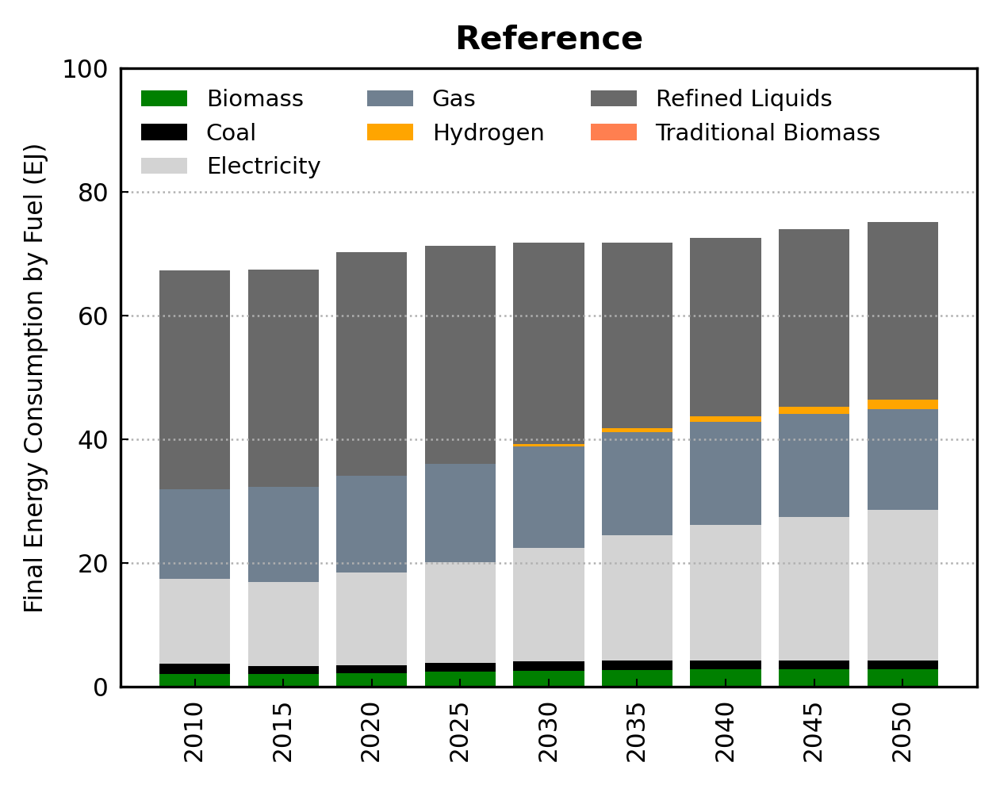 Reference
Final Energy Consumption by Fuel (EJ)
100
80
60
40
20
0
Biomass
Coal
Electricity
Gas
Hydrogen
Refined Liquids
Traditional Biomass
2010
2015
2020
2025
2030
2035
2040
2045
2050